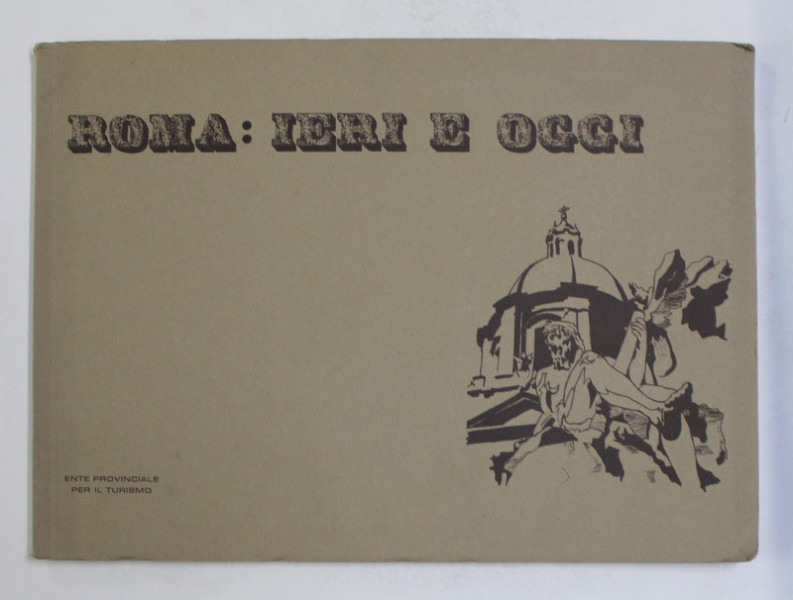 ROMA: IERI E OGGI
ENTE PROVINCIALE
PER IL TURISMO